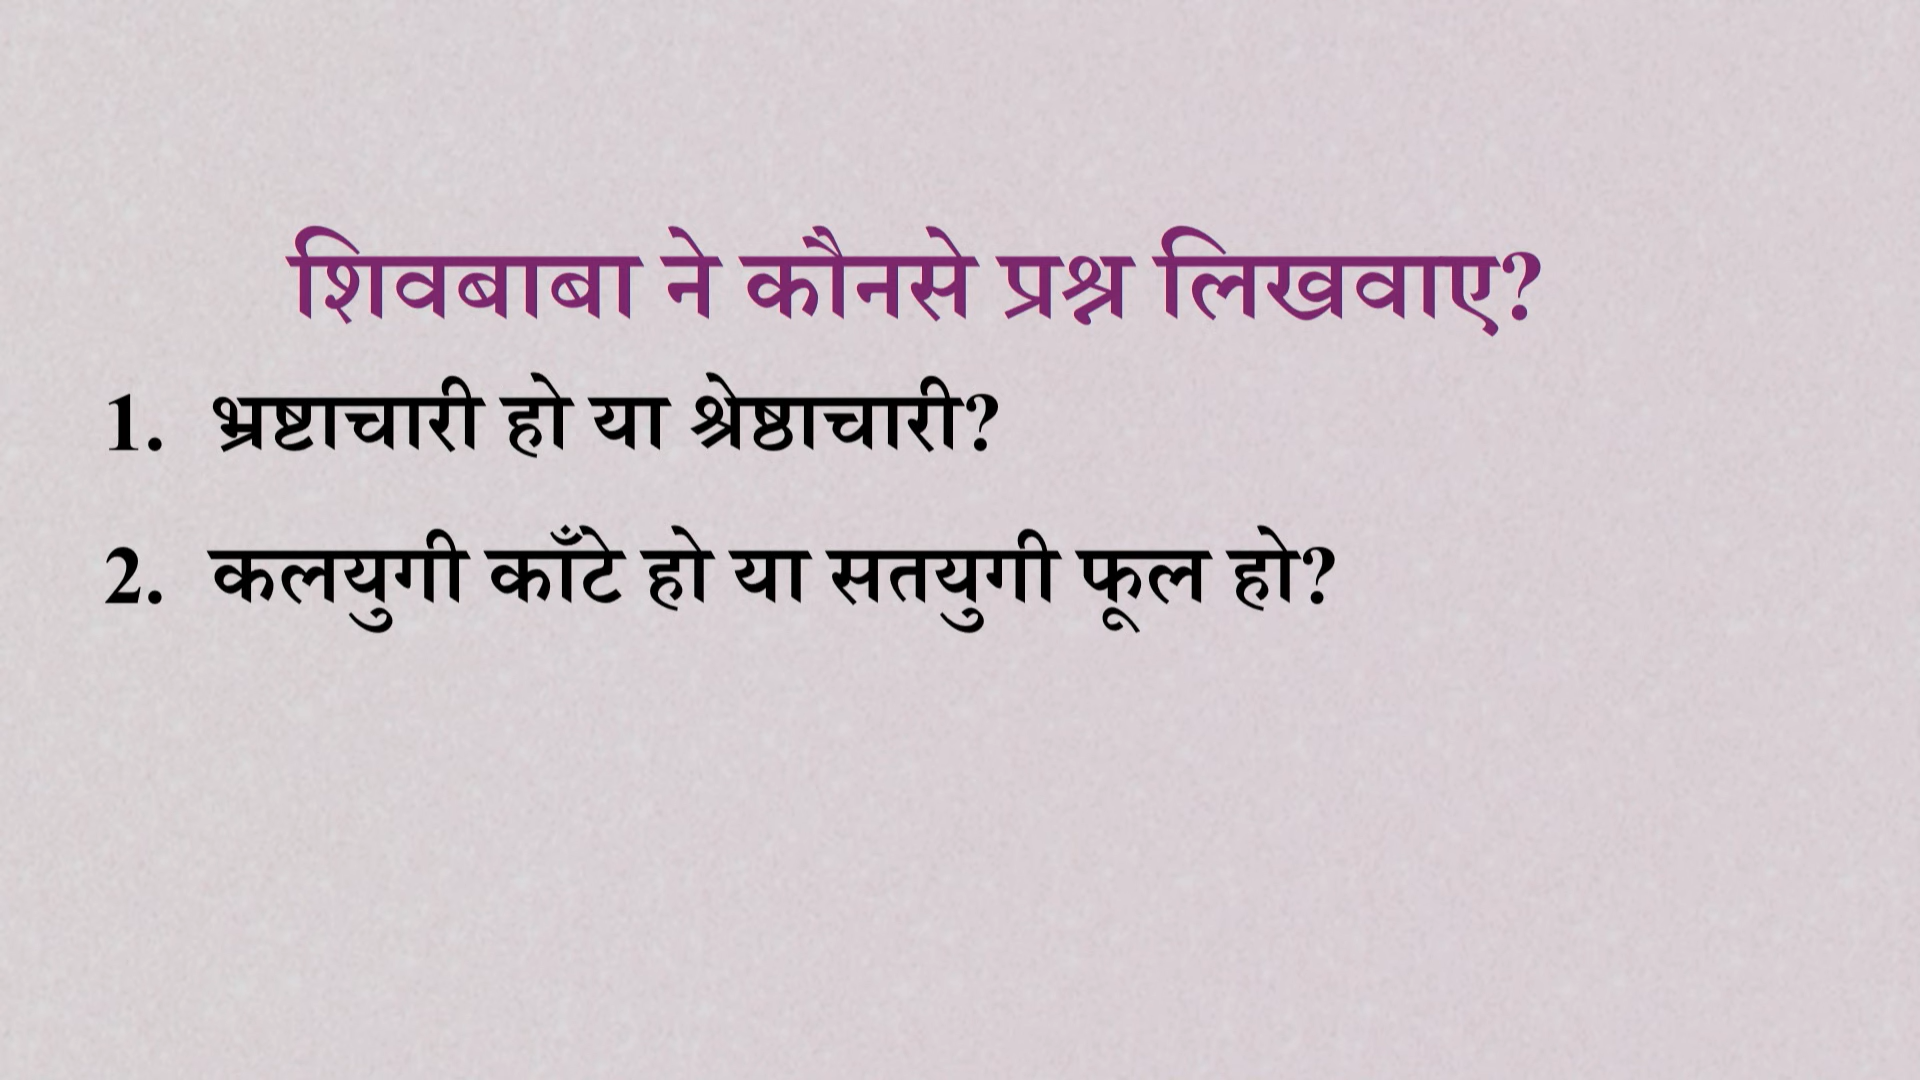 शिवबाबा ने कौनसे प्रश्न लिखवाए?
1. भ्रष्टाचारी हो या श्रेष्ठाचारी?
2. कलयुगी काँटे हो या सतयुगी फूल हो?